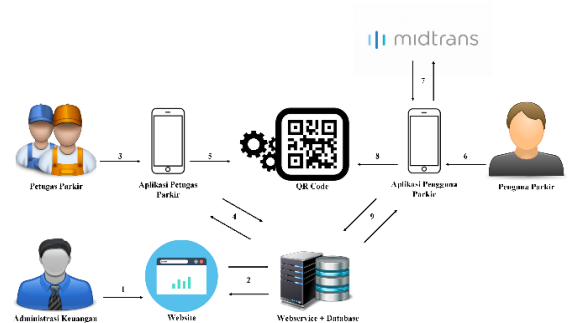 midtrans
7
3
5
8
6
Petugas Parkir
Aplikasi Petugas
Parkir
QR Code
Aplikasi Pengguna
Parkir
Penguna Parkir
4
9
1
2
Administrasi Keuangan
Website
Webservice + Database